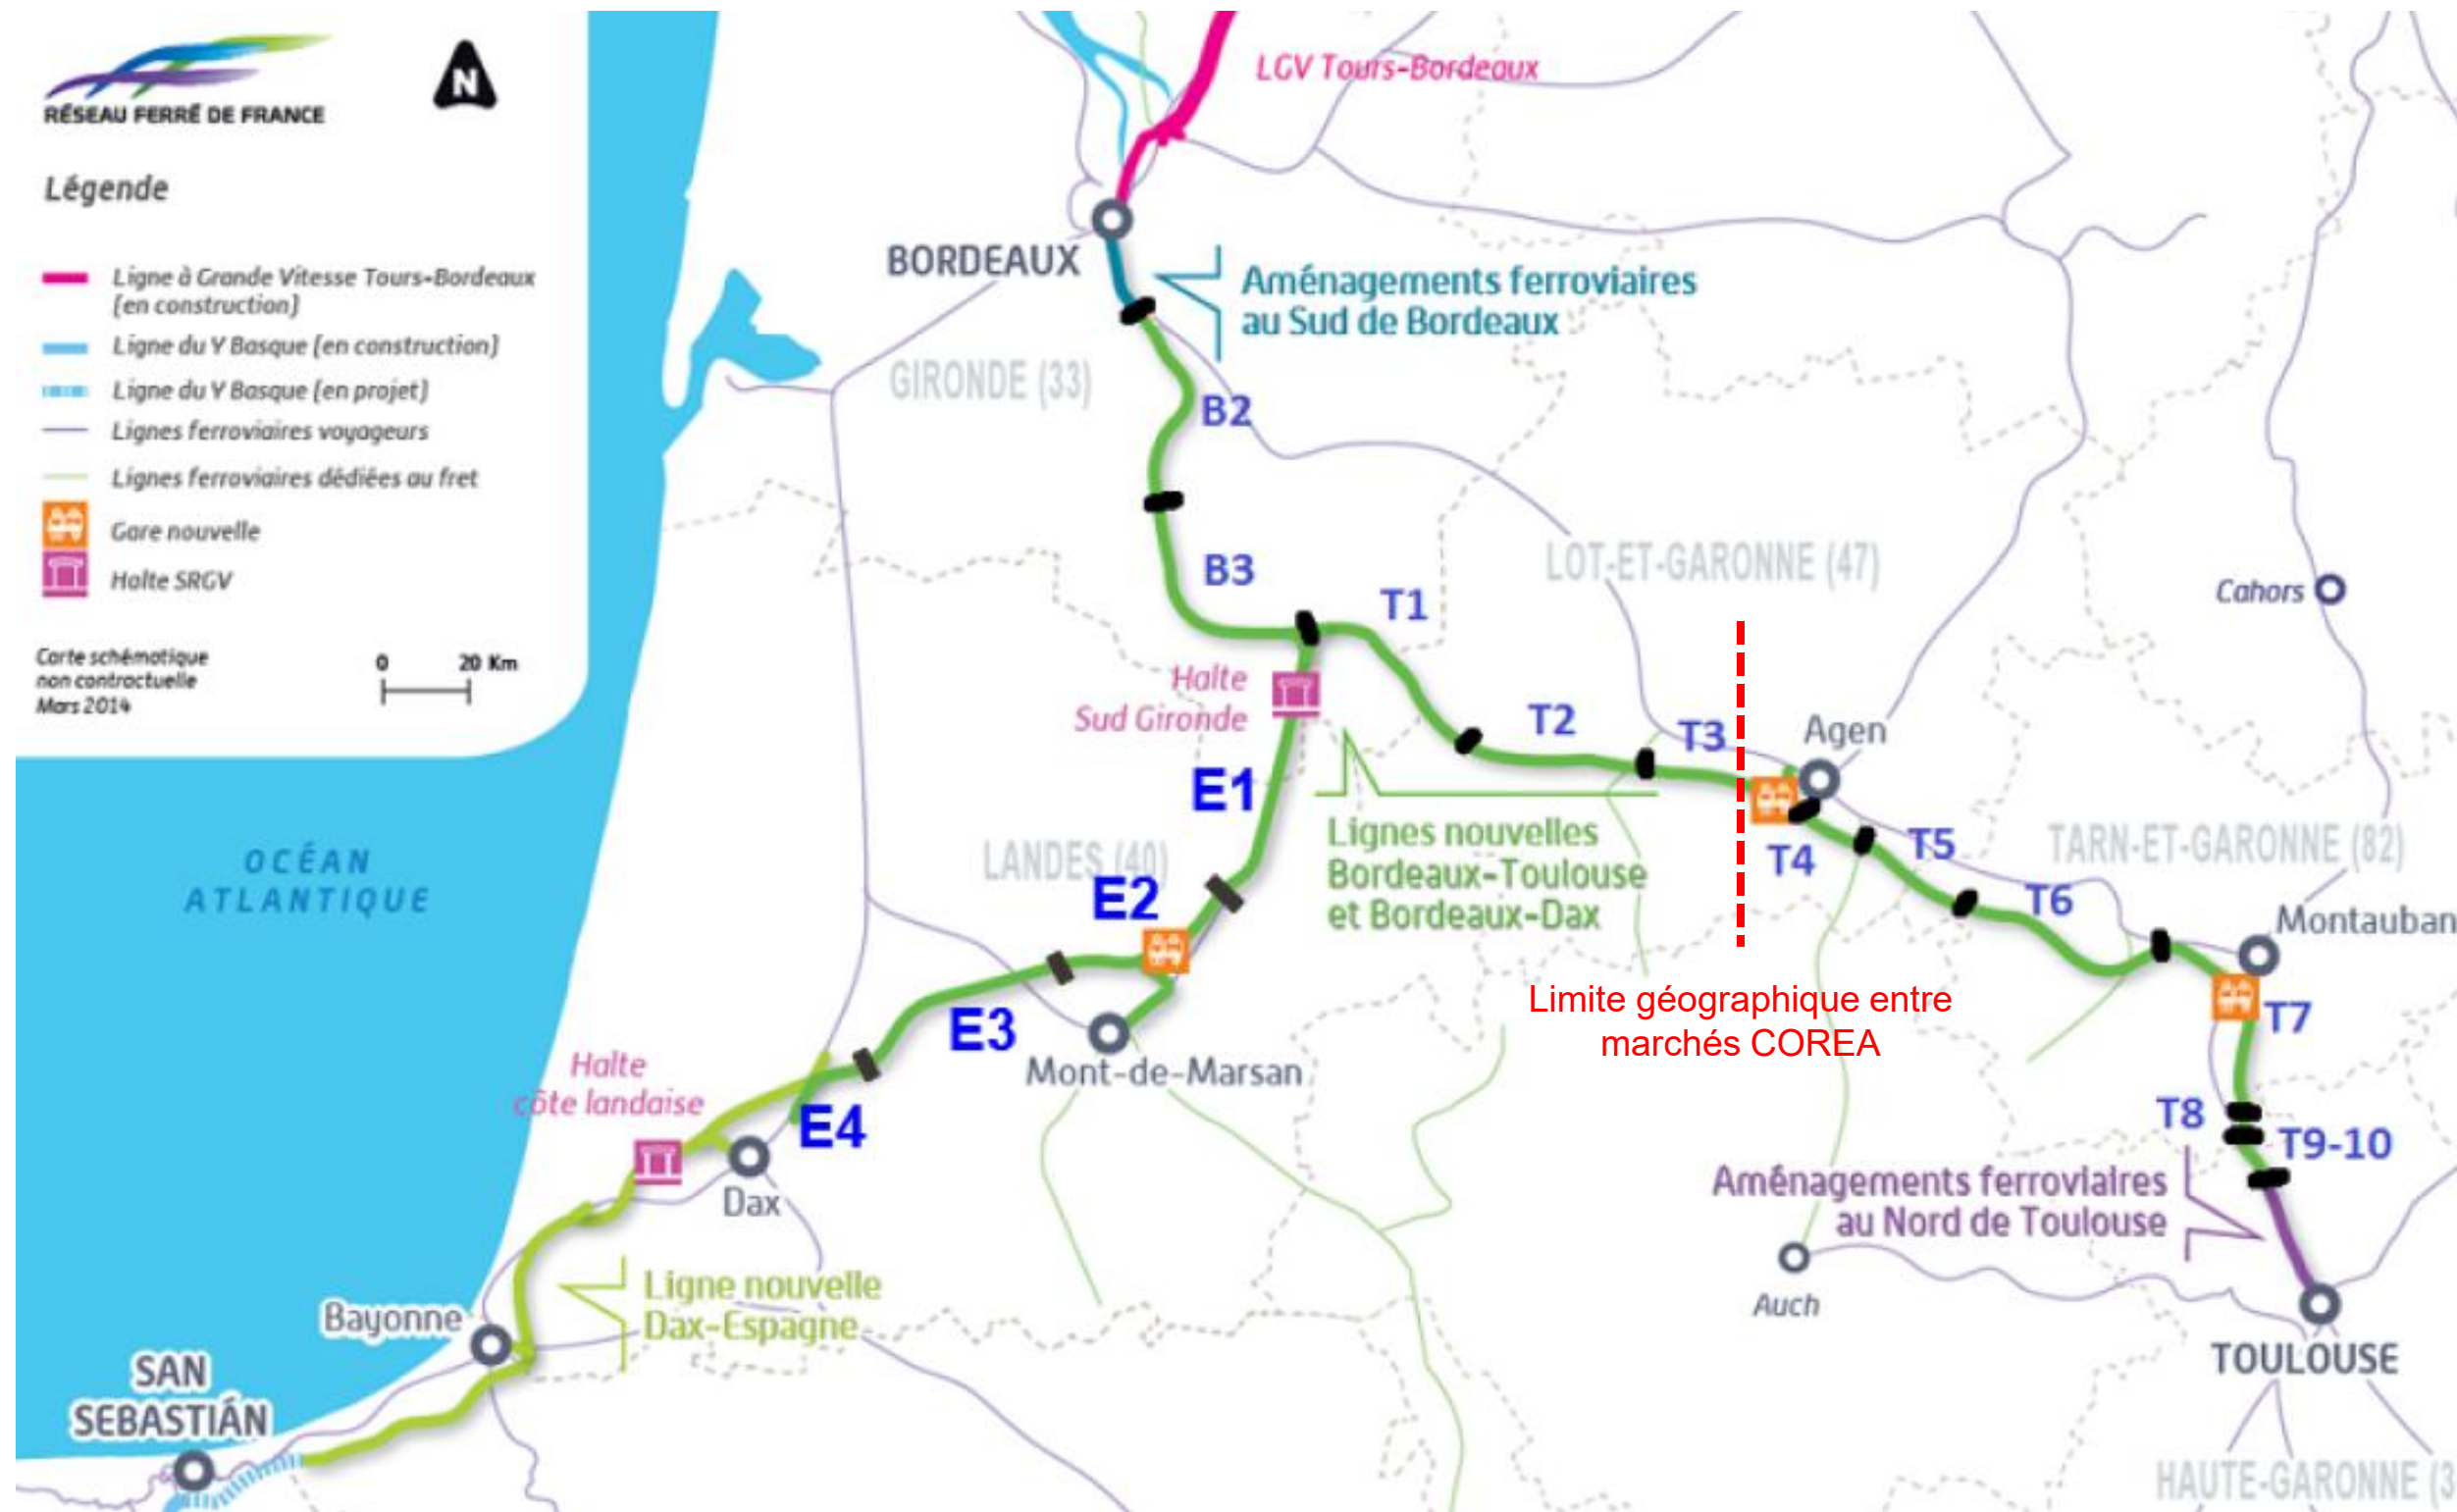 RÉSEAU FERRÉ DE FRANCE
N
Légende
Ligne à Grande Vitesse Tours-Bordeaux
(en construction)
Ligne du Y Basque (en construction)
Ligne du Y Basque (en projet)
Lignes ferroviaires voyageurs
Lignes ferroviaires dédiées au fret
Gare nouvelle
Halte SRGV
Carte schématique
non contractuelle
Mars 2014
0 20 Km
LGV Tours-Bordeaux
BORDEAUX
Aménagements ferroviaires
au Sud de Bordeaux
GIRONDE (33)
B2
B3
T1
LOT-ET-GARONNE (47)
Cahors
Halte
Sud Gironde
T2
T3
Agen
E1
Lignes nouvelles
Bordeaux-Toulouse
et Bordeaux-Dax
T4
T5
TARN-ET-GARONNE (82)
OCÉAN
ATLANTIQUE
LANDES (40)
E2
T6
Montauban
Limite géographique entre
marchés COREA
E3
Mont-de-Marsan
T7
Halte
côte landaise
E4
T8
T9-10
Dax
Aménagements ferroviaires
au Nord de Toulouse
Ligne nouvelle
Dax-Espagne
Auch
Bayonne
SAN
SEBASTIÁN
TOULOUSE
HAUTE-GARONNE (3